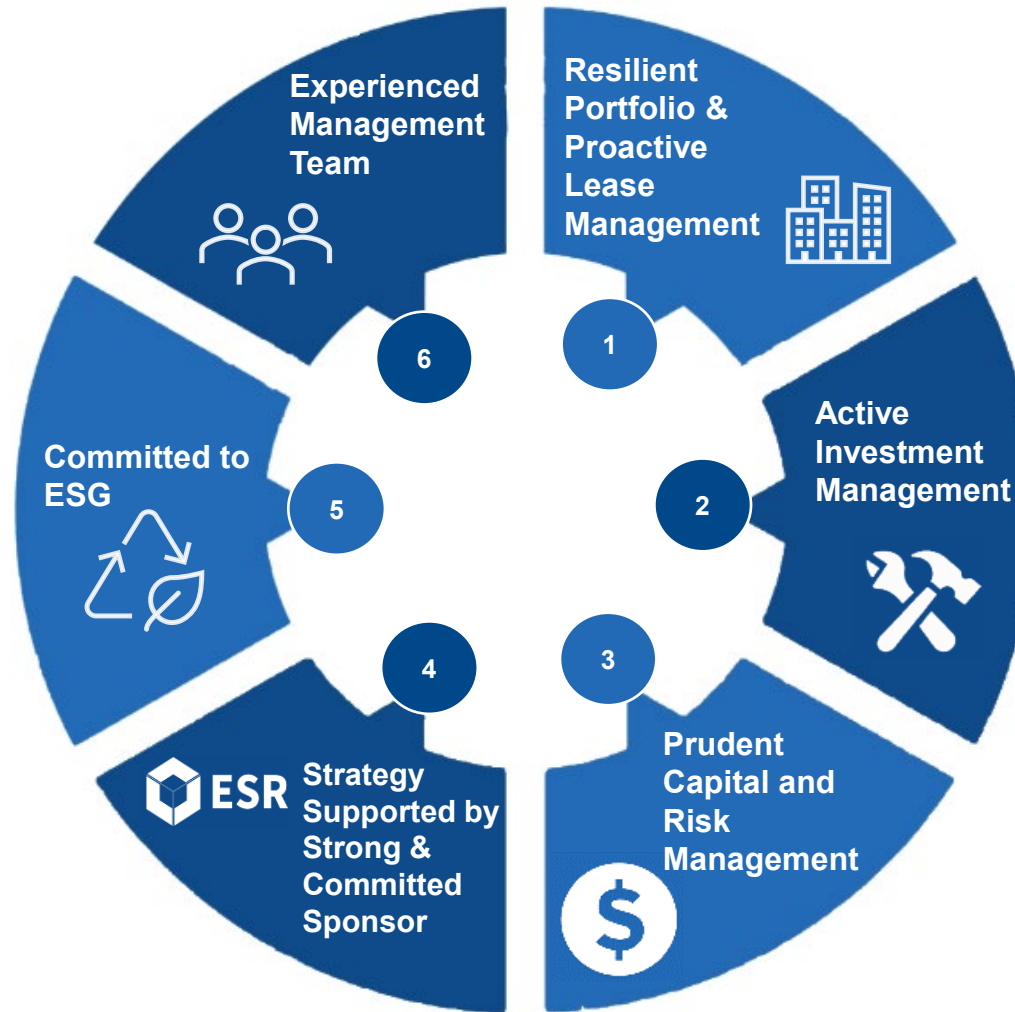 Resilient
Portfolio &
Proactive
Lease
Management
1
Active
Investment
Management
2
Prudent
Capital and
Risk
Management
$
3
ESR
Strategy
Supported by
Strong &
Committed
Sponsor
4
Committed to
ESG
5
Experienced
Management
Team
6